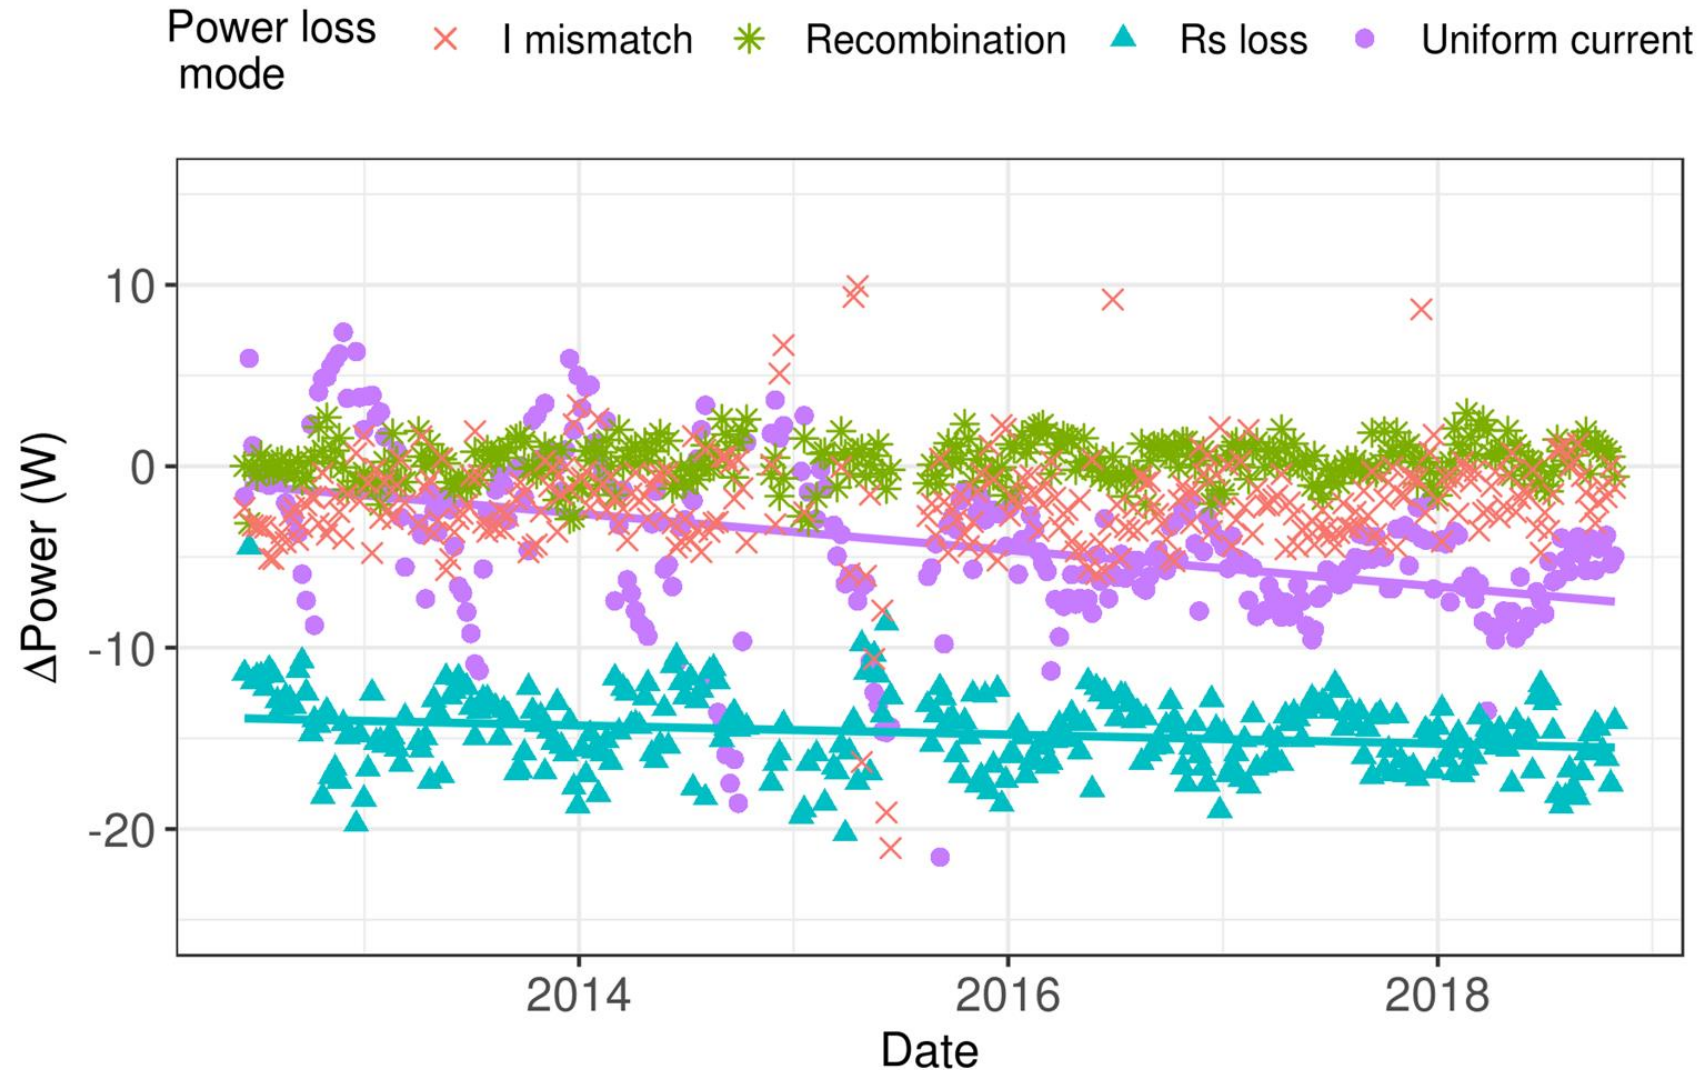 Power loss
mode
I mismatch
Recombination
Rs loss
Uniform current
ΔPower (W)
10
0
-10
-20
2014
2016
2018
Date